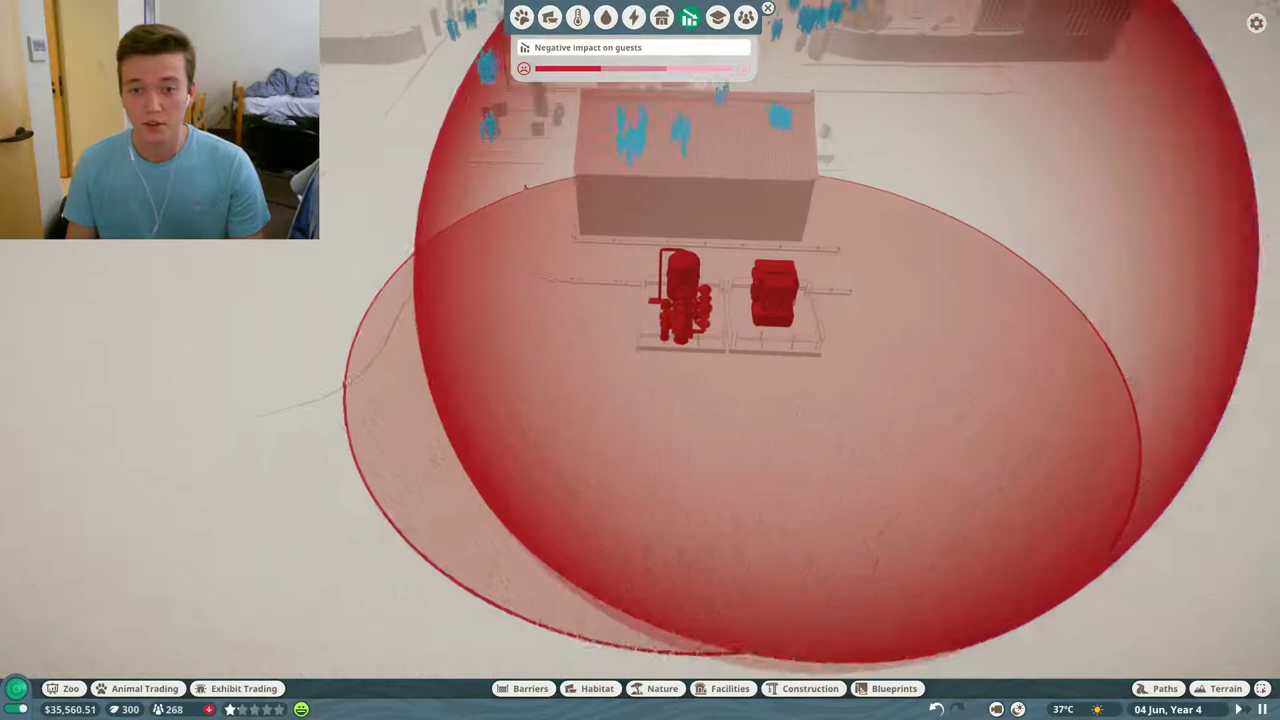 Negative impact on guests
Zoo
Animal Trading
Exhibit Trading
Barriers
Habitat
Nature
Facilities
Construction
Blueprints
Paths
Terrain
$35,560.51
300
268
37°C
04 Jun, Year 4